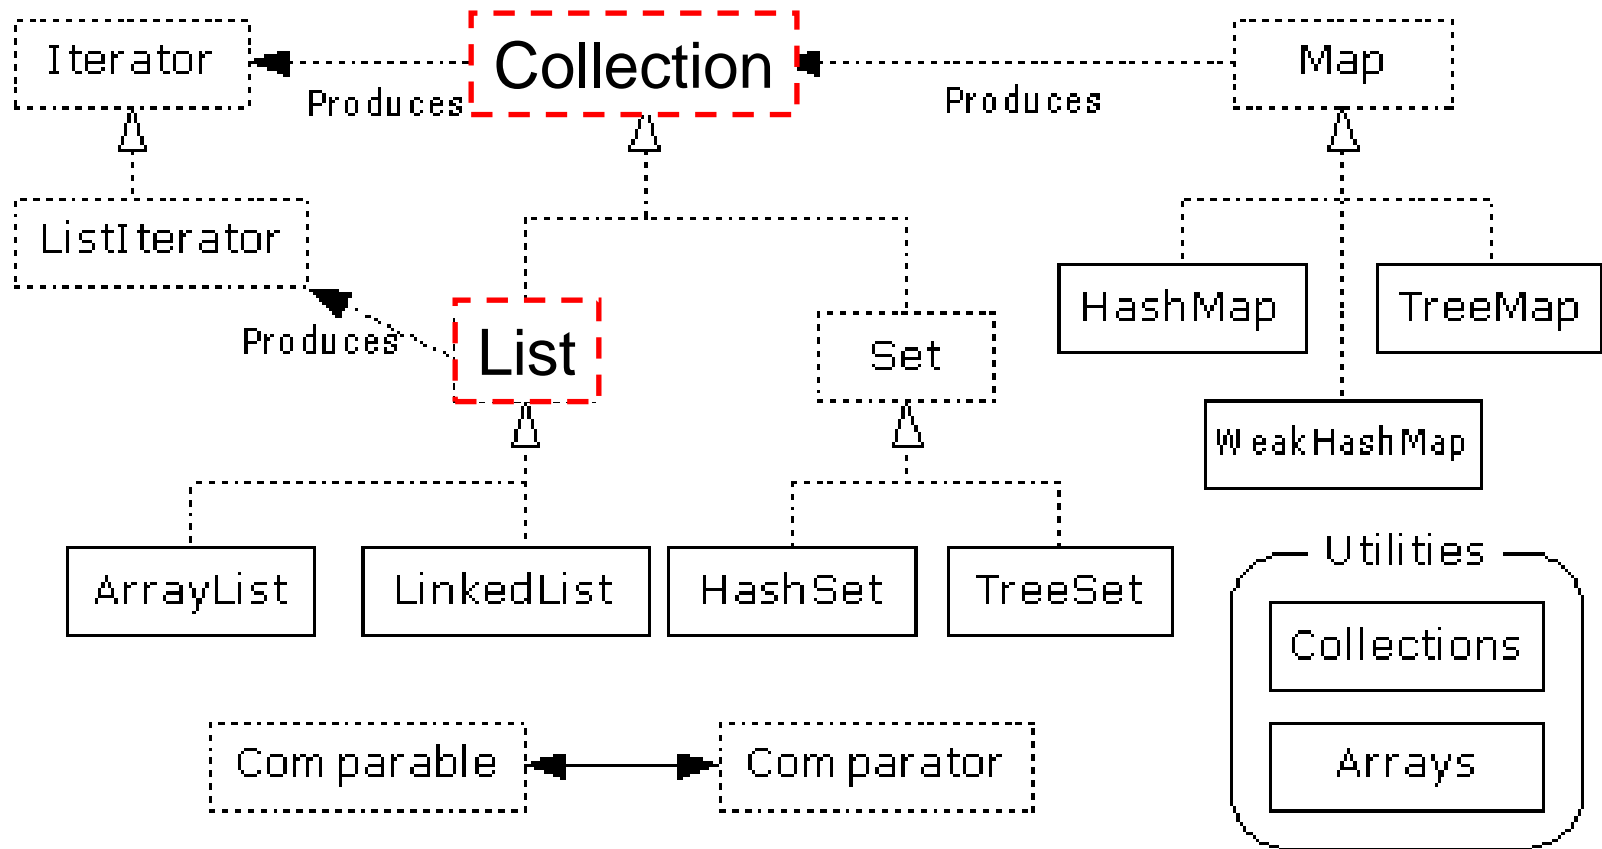 Iterator
Collection
Map
Produces
Produces
ListIterator
HashMap
TreeMap
Produces
List
Set
WeakHashMap
Utilities
ArrayList
LinkedList
HashSet
TreeSet
Collections
Comparable
Comparator
Arrays